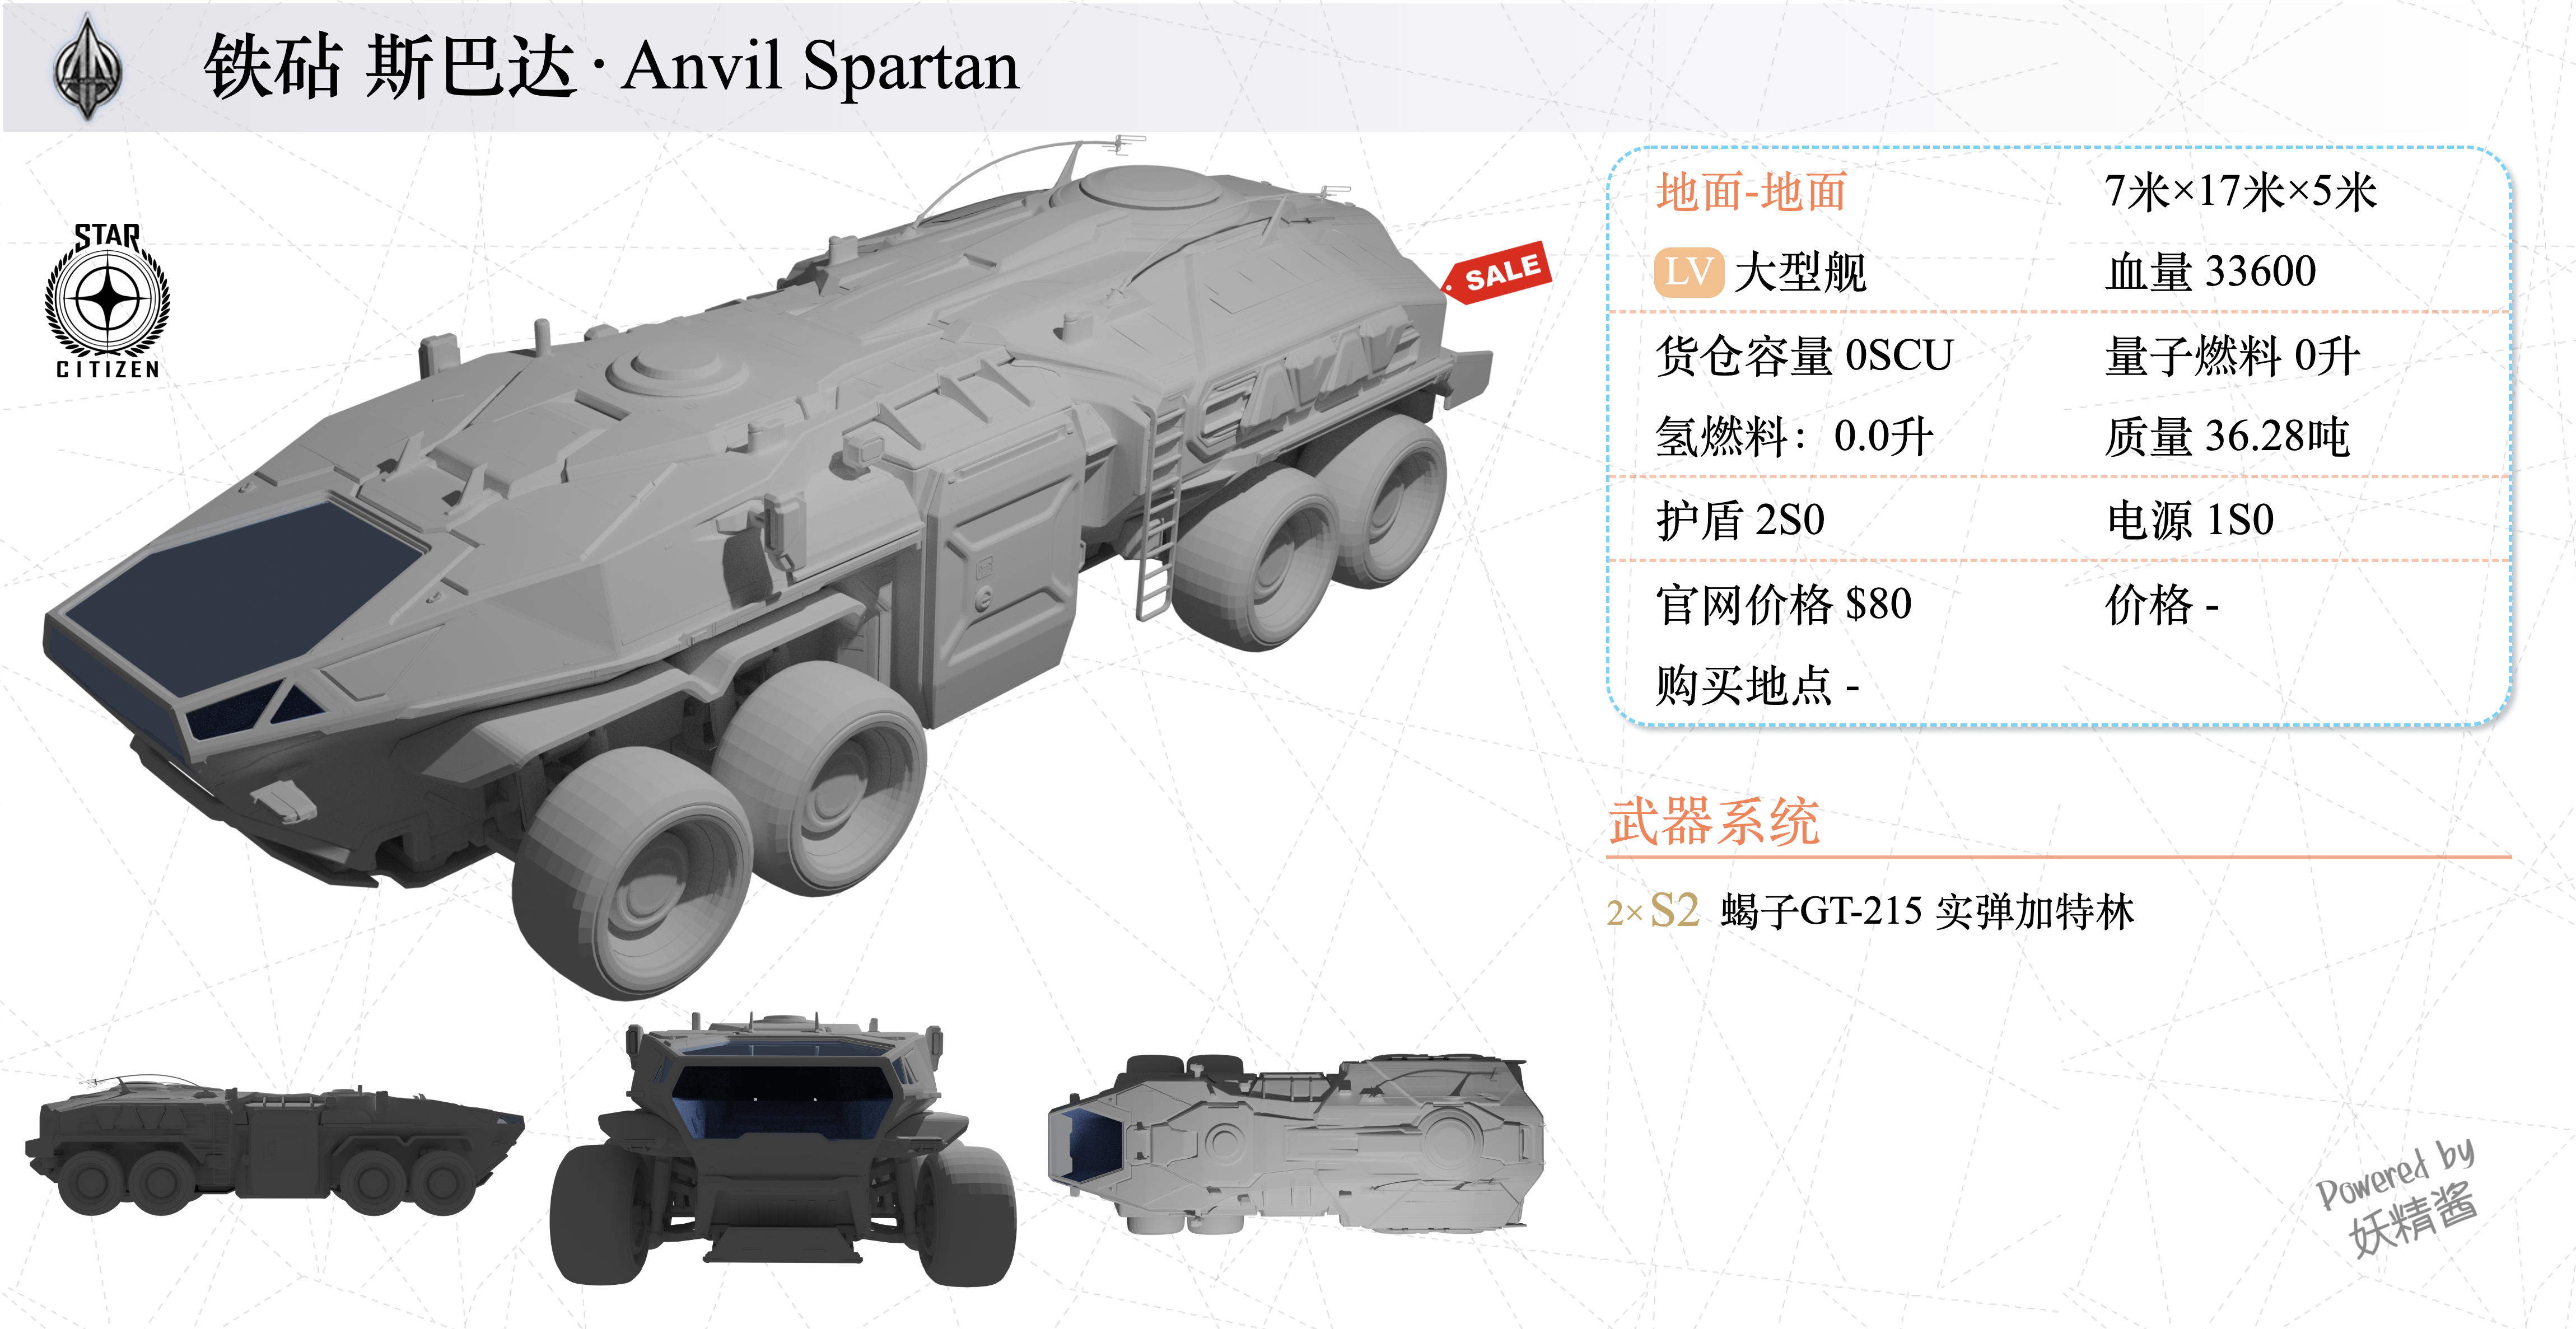 铁砧 斯巴达·Anvil Spartan
STAR
CITIZEN
SALE
地面-地面 7米×17米×5米
LV 大型舰 血量 33600
货仓容量 0SCU 量子燃料 0升
氢燃料：0.0升 质量 36.28吨
护盾 2S0 电源 1S0
官网价格 $80 价格 -
购买地点 -
武器系统
2× S2 蝎子GT-215 实弹加特林
Powered by
妖精酱